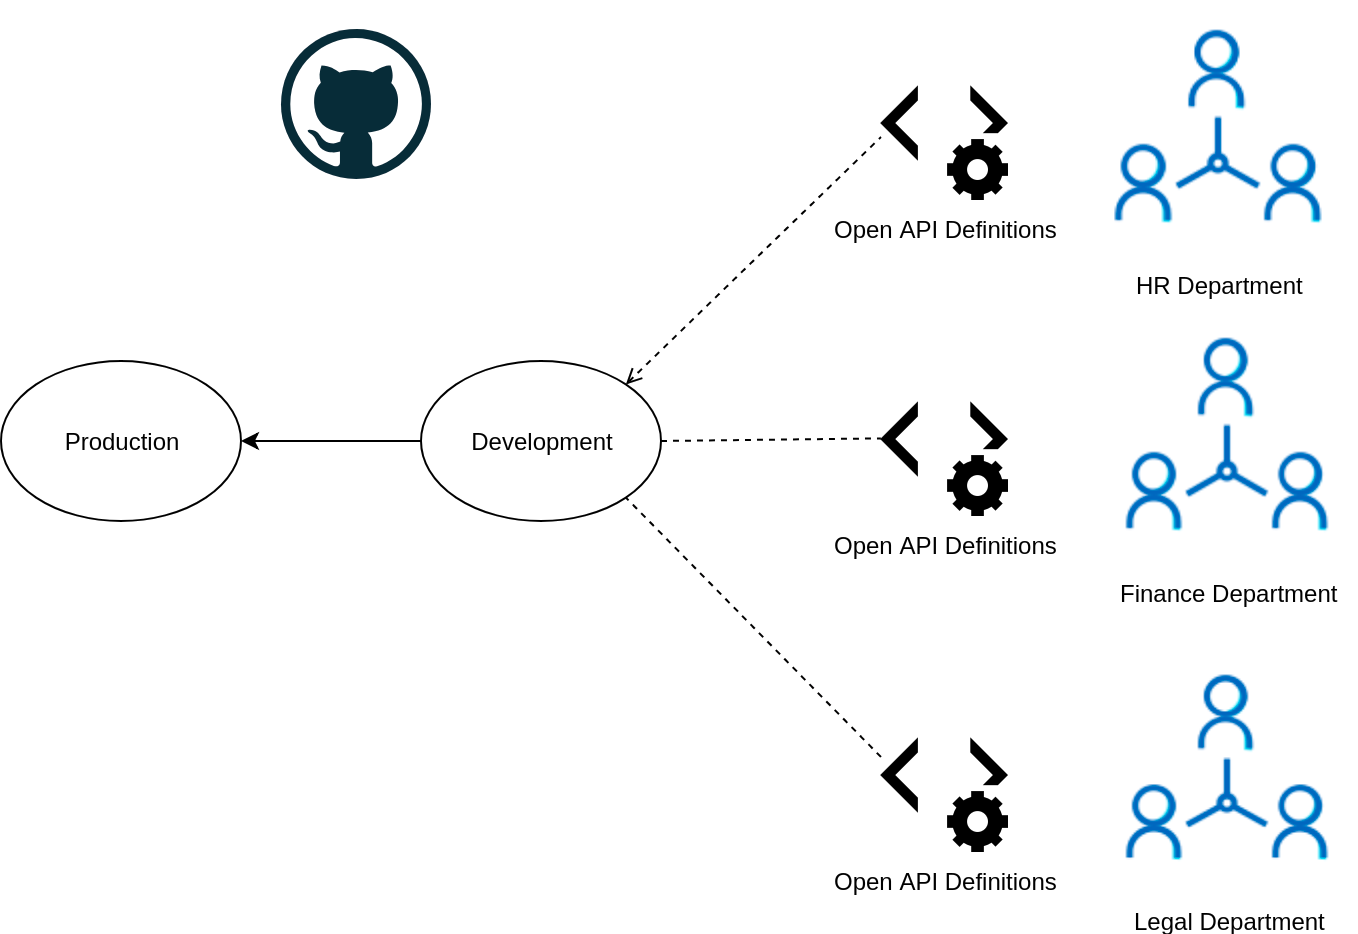 Open API Definitions
HR Department
Production
Development
Open API Definitions
Finance Department
Open API Definitions
Legal Department